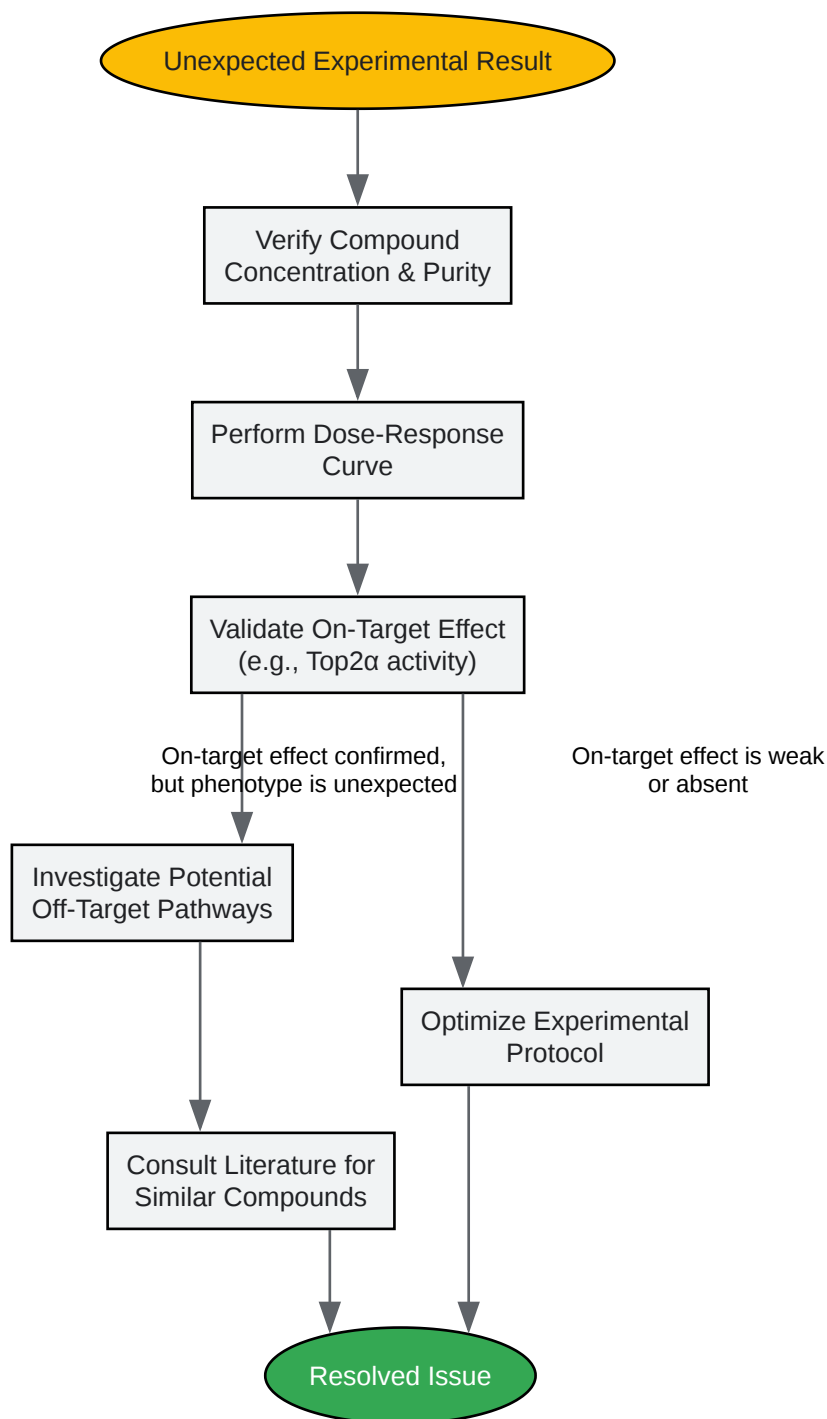 Unexpected Experimental Result
Verify Compound
Concentration & Purity
Perform Dose-Response
Curve
Validate On-Target Effect
(e.g., Top2α activity)
On-target effect confirmed,
but phenotype is unexpected
On-target effect is weak
or absent
Investigate Potential
Off-Target Pathways
Optimize Experimental
Protocol
Consult Literature for
Similar Compounds
Resolved Issue